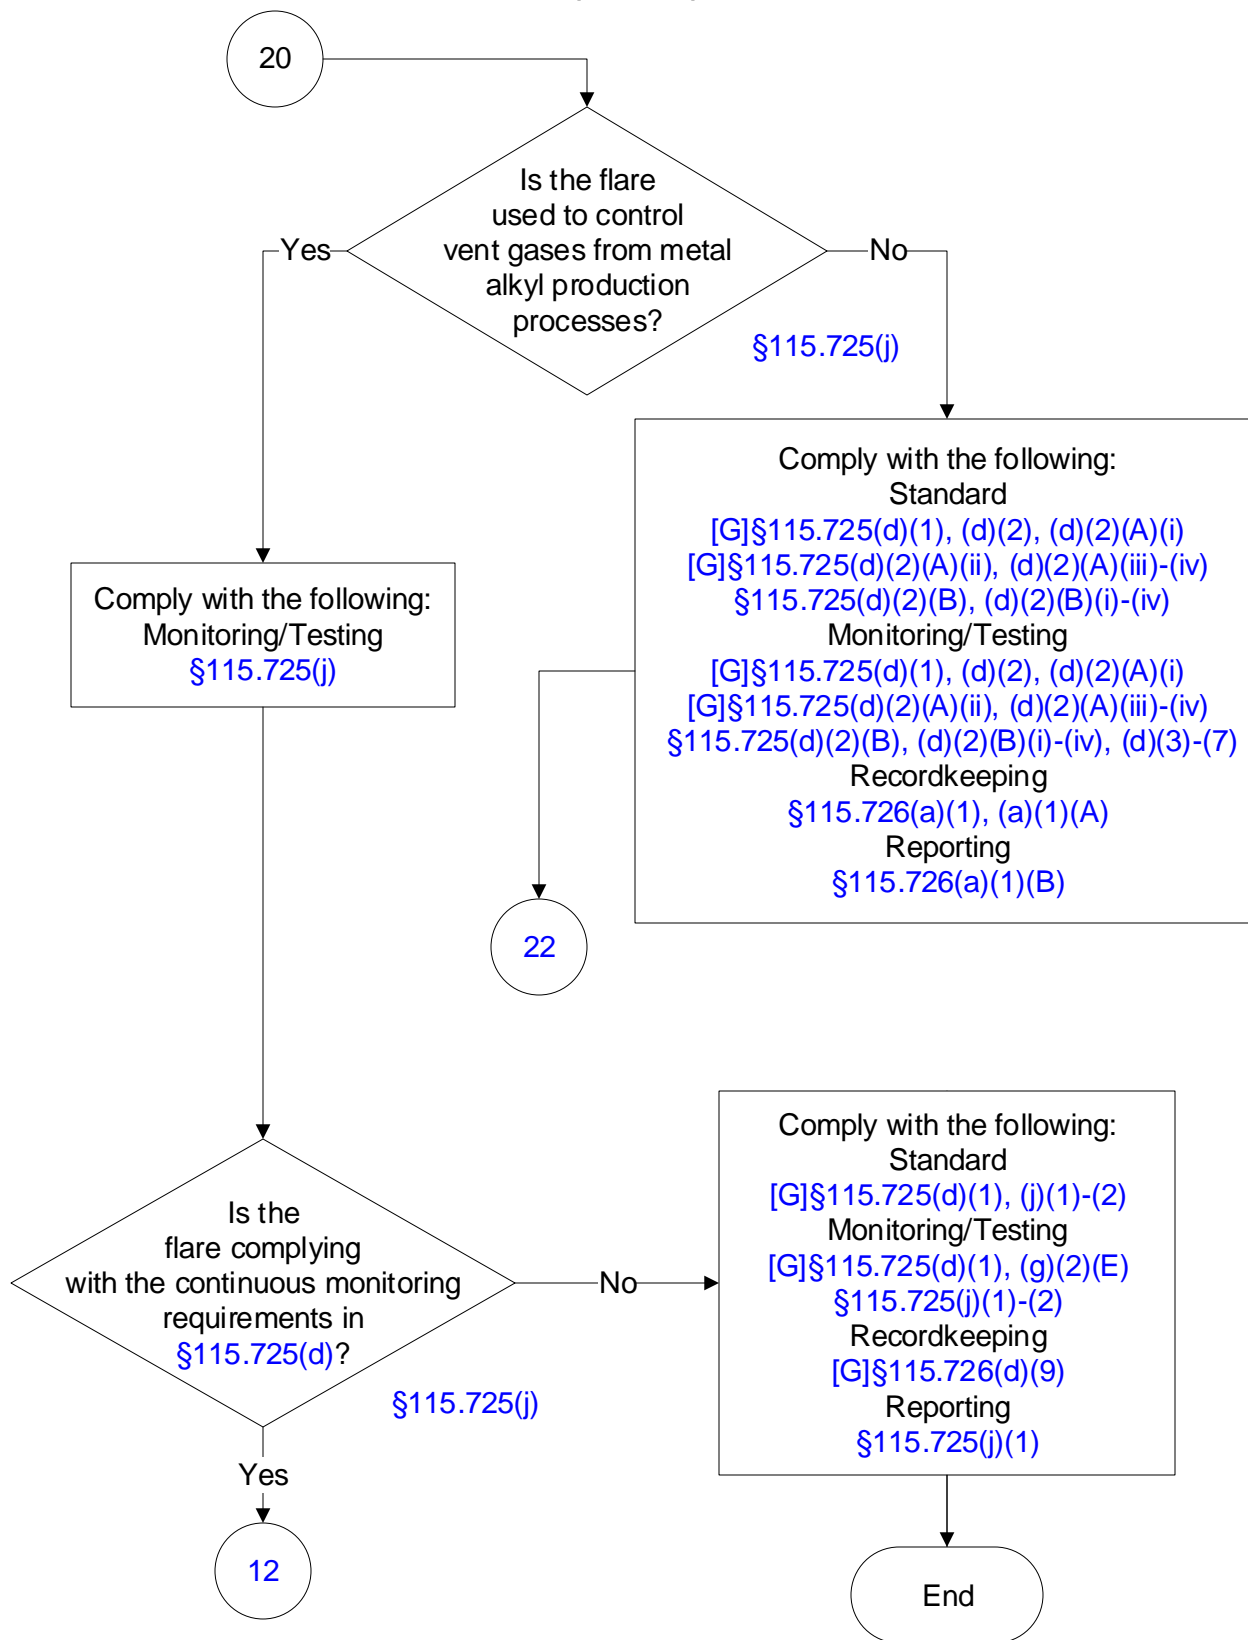 20
Is the flare
used to control
vent gases from metal
alkyl production
processes?
Yes
No
§115.725(j)
Comply with the following:
Monitoring/Testing
§115.725(j)
Comply with the following:
Standard
[G]§115.725(d)(1), (d)(2), (d)(2)(A)(i)
[G]§115.725(d)(2)(A)(ii), (d)(2)(A)(iii)-(iv)
§115.725(d)(2)(B), (d)(2)(B)(i)-(iv)
Monitoring/Testing
[G]§115.725(d)(1), (d)(2), (d)(2)(A)(i)
[G]§115.725(d)(2)(A)(ii), (d)(2)(A)(iii)-(iv)
§115.725(d)(2)(B), (d)(2)(B)(i)-(iv), (d)(3)-(7)
Recordkeeping
§115.726(a)(1), (a)(1)(A)
Reporting
§115.726(a)(1)(B)
22
Is the
flare complying
with the continuous monitoring
requirements in
§115.725(d)?
No
§115.725(j)
Yes
12
Comply with the following:
Standard
[G]§115.725(d)(1), (j)(1)-(2)
Monitoring/Testing
[G]§115.725(d)(1), (g)(2)(E)
§115.725(j)(1)-(2)
Recordkeeping
[G]§115.726(d)(9)
Reporting
§115.725(j)(1)
End